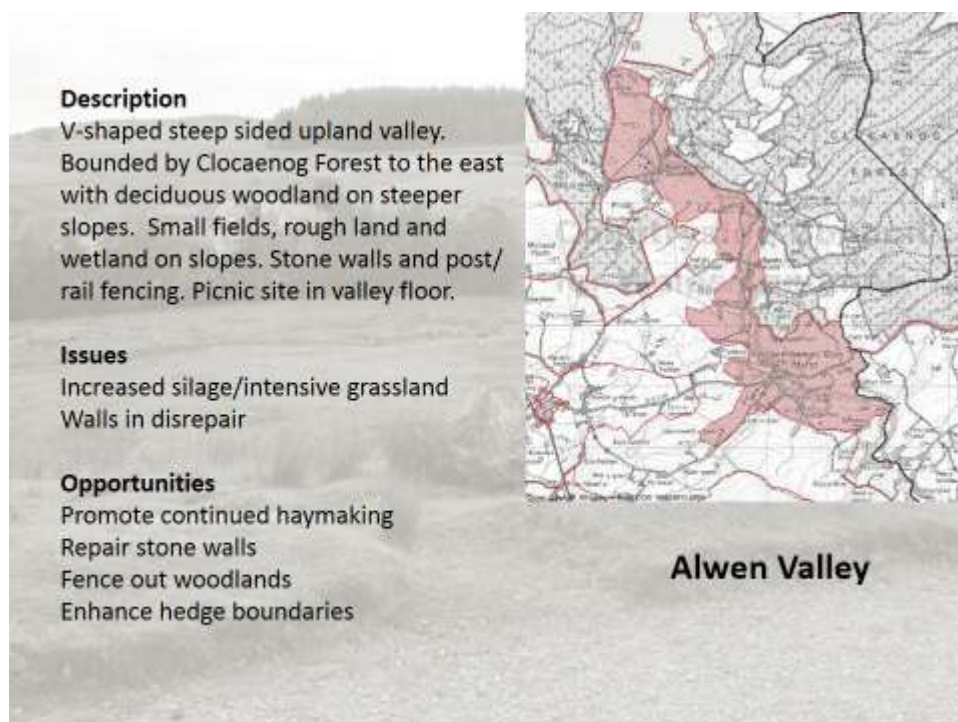 Description
V-shaped steep sided upland valley.
Bounded by Clocaenog Forest to the east
with deciduous woodland on steeper
slopes.  Small fields, rough land and
wetland on slopes. Stone walls and post/
rail fencing. Picnic site in valley floor.
Issues
Increased silage/intensive grassland
Walls in disrepair
Opportunities
Promote continued haymaking
Repair stone walls
Fence out woodlands
Enhance hedge boundaries
Alwen Valley